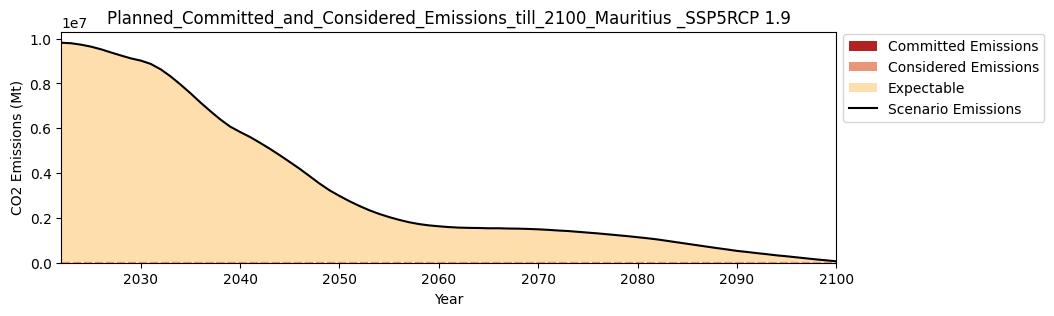 Planned_Committed_and_Considered_Emissions_till_2100_Mauritius _SSP5RCP 1.9
1e7
1.0
0.8
0.6
0.4
0.2
0.0
CO2 Emissions (Mt)
2030 2040 2050 2060 2070 2080 2090 2100
Year
Committed Emissions
Considered Emissions
Expectable
Scenario Emissions